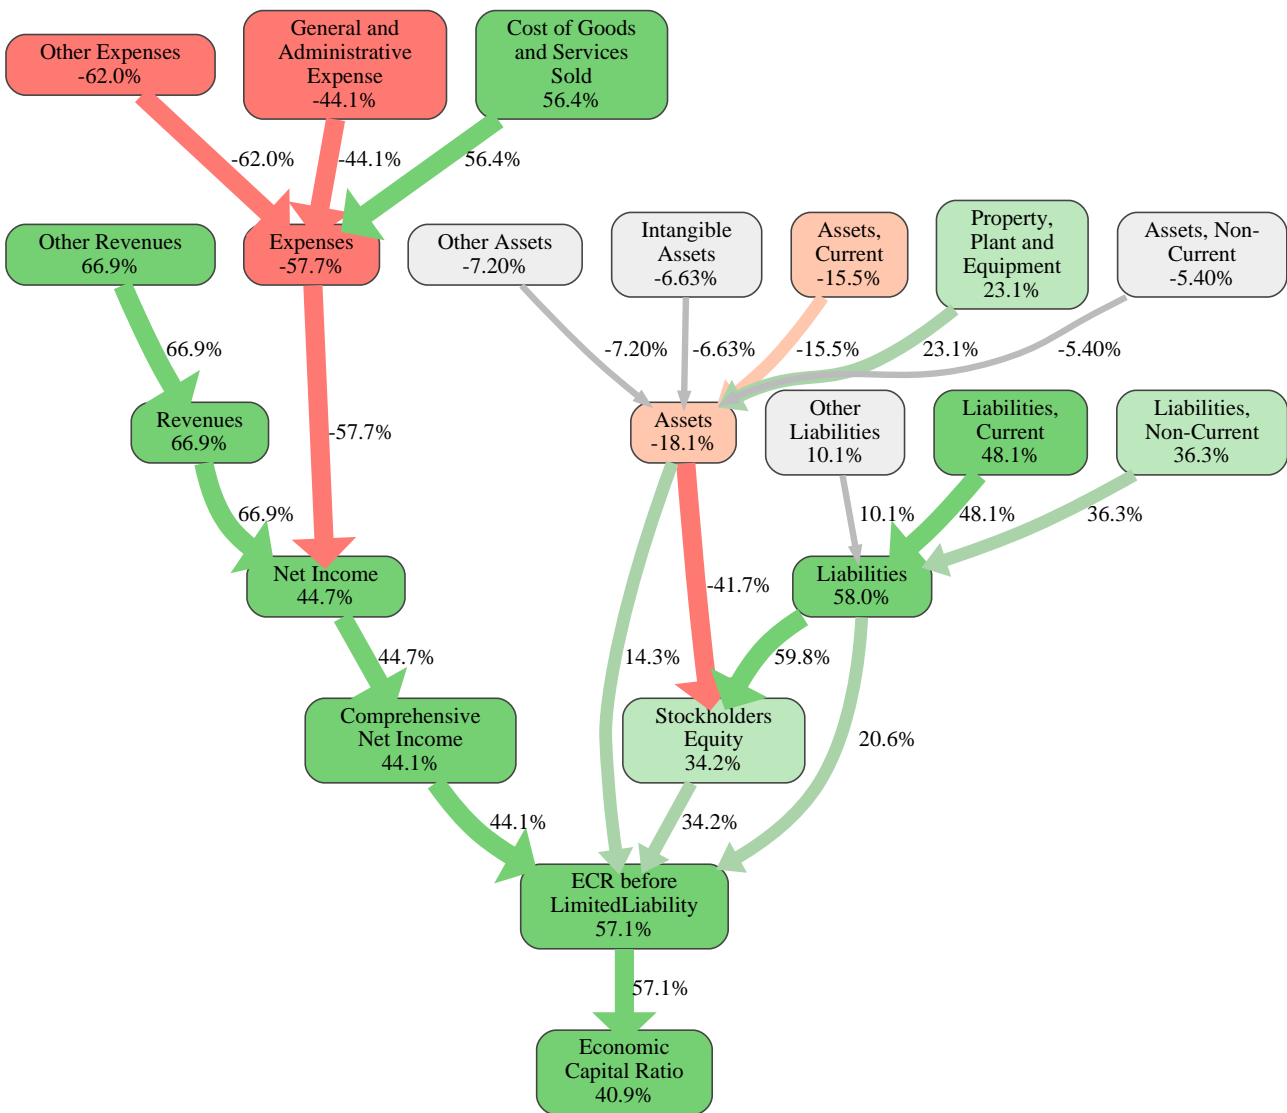 Other Expenses
-62.0%
General and
Administrative
Expense
-44.1%
Cost of Goods
and Services
Sold
56.4%
-62.0%
-44.1%
56.4%
Other Revenues
66.9%
Expenses
-57.7%
Other Assets
-7.20%
Intangible
Assets
-6.63%
Assets,
Current
-15.5%
Property,
Plant and
Equipment
23.1%
Assets, Non-
Current
-5.40%
66.9%
-57.7%
-7.20%
-6.63%
-15.5%
23.1%
-5.40%
Revenues
66.9%
Assets
-18.1%
Other
Liabilities
10.1%
Liabilities,
Current
48.1%
Liabilities,
Non-Current
36.3%
66.9%
10.1%
48.1%
36.3%
Net Income
44.7%
-41.7%
Liabilities
58.0%
44.7%
14.3%
59.8%
20.6%
Comprehensive
Net Income
44.1%
Stockholders
Equity
34.2%
44.1%
34.2%
ECR before
LimitedLiability
57.1%
57.1%
Economic
Capital Ratio
40.9%